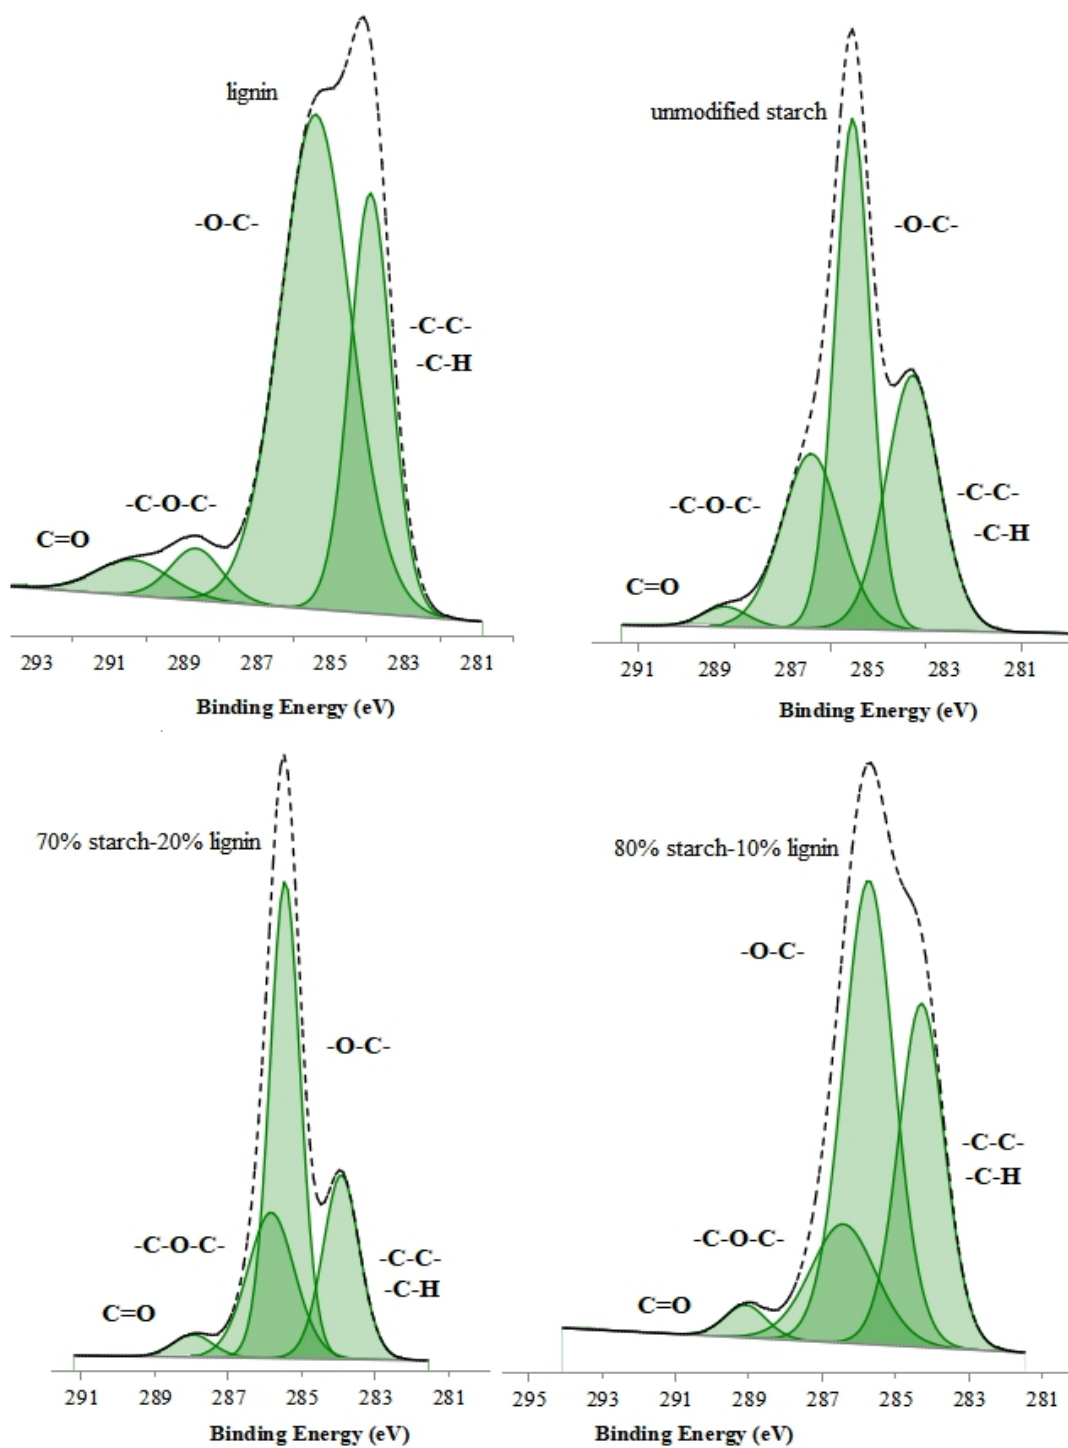 lignin
-O-C-
-C-C-
-C-H
-C-O-C-
C=O
293 291 289 287 285 283 281
Binding Energy (eV)
unmodified starch
-O-C-
-C-O-C-
-C-C-
-C-H
C=O
291 289 287 285 283 281
Binding Energy (eV)
70% starch-20% lignin
-O-C-
-C-O-C-
-C-C-
-C-H
C=O
291 289 287 285 283 281
Binding Energy (eV)
80% starch-10% lignin
-O-C-
-C-C-
-C-H
-C-O-C-
C=O
295 293 291 289 287 285 283 281
Binding Energy (eV)